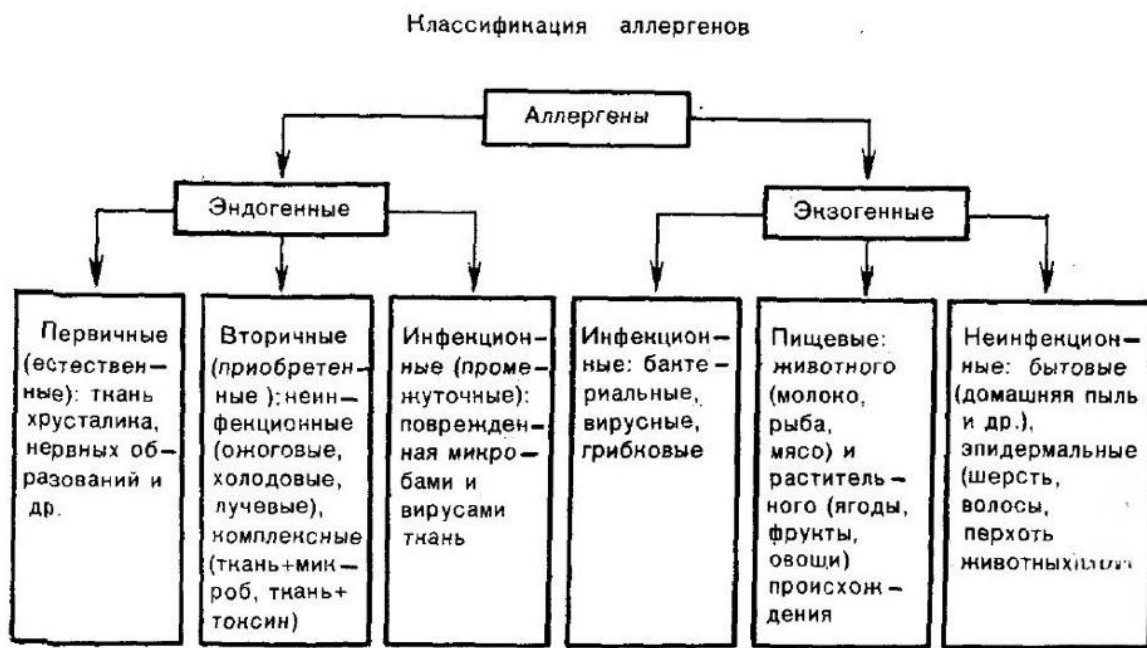 Классификация аллергенов
Аллергены
Эндогенные
Экзогенные
Первичные
(естествен—
ные): ткань
хрусталика,
нервных об—
разований и
др.
Вторичные
(приобретен—
ные ):неин—
фекционные
(ожоговые,
холодовые,
лучевые),
комплексные
(ткань+мик—
роб, ткань+
токсин)
Инфекцион—
ные (проме—
жуточные):
поврежден—
ная микро—
бами и
вирусами
ткань
Инфекцион—
ные: бакте—
риальные,
вирусные,
грибковые
Пищевые:
животного
(молоко,
рыба,
мясо) и
раститель—
ного (ягоды,
фрукты,
овощи)
происхож—
дения
Неинфекцион—
ные: бытовые
(домашняя пыль
и др.),
эпидермальные
(шерсть,
волосы,
перхоть
животных